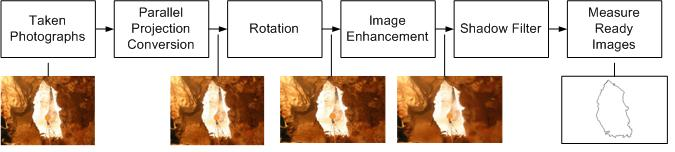 Taken
Photographs
Parallel
Projection
Conversion
Rotation
Image
Enhancement
Shadow Filter
Measure
Ready
Images